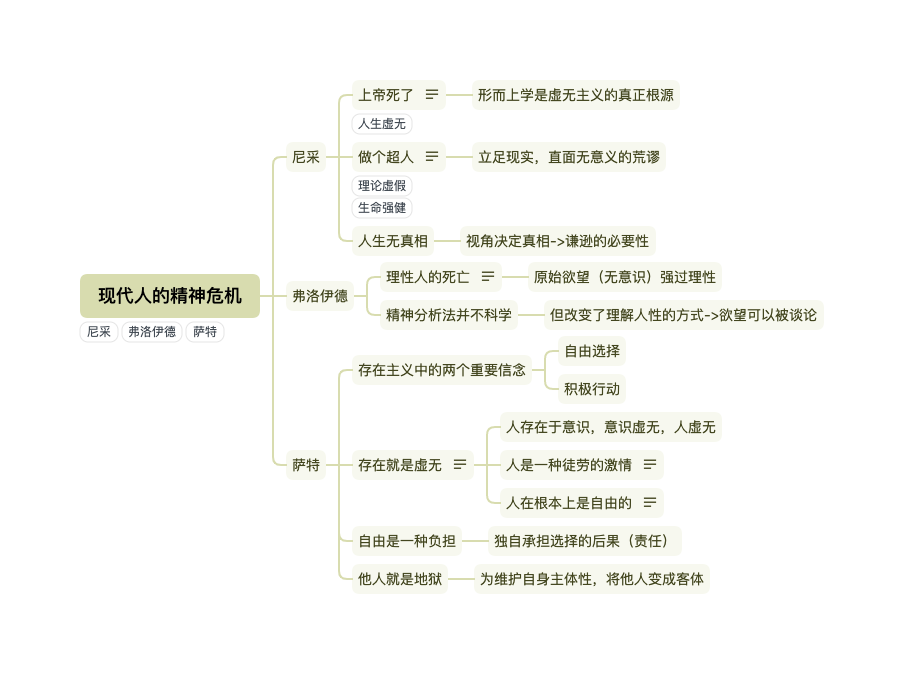 现代人的精神危机
尼采
弗洛伊德
萨特
尼采
上帝死了
人生虚无
形而上学是虚无主义的真正根源
做个超人
理论虚假
生命强健
立足现实，直面无意义的荒谬
人生无真相
视角决定真相->谦逊的必要性
弗洛伊德
理性人的死亡
原始欲望（无意识）强过理性
精神分析法并不科学
但改变了理解人性的方式->欲望可以被谈论
萨特
存在主义中的两个重要信念
自由选择
积极行动
存在就是虚无
人存在于意识，意识虚无，人虚无
人是一种徒劳的激情
人在根本上是自由的
自由是一种负担
独自承担选择的后果（责任）
他人就是地狱
为维护自身主体性，将他人变成客体